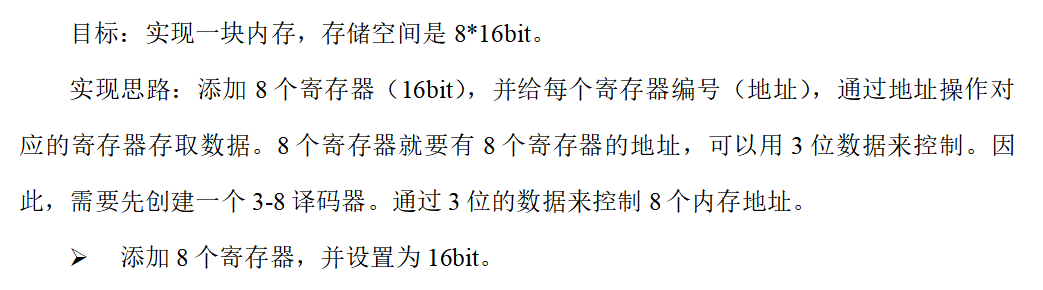 目标：实现一块内存，存储空间是 8*16bit。
实现思路：添加 8 个寄存器（16bit），并给每个寄存器编号（地址），通过地址操作对
应的寄存器存取数据。8 个寄存器就要有 8 个寄存器的地址，可以用 3 位数据来控制。因
此，需要先创建一个 3-8 译码器。通过 3 位的数据来控制 8 个内存地址。
➢ 添加 8 个寄存器，并设置为 16bit。